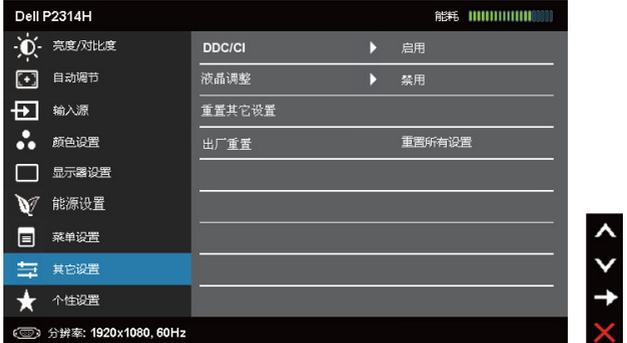 Dell P2314H
能耗
亮度/对比度
DDC/CI
启用
自动调节
液晶调整
禁用
输入源
重置其它设置
颜色设置
出厂重置
重置所有设置
显示器设置
能源设置
菜单设置
其它设置
个性设置
分辨率: 1920x1080, 60Hz